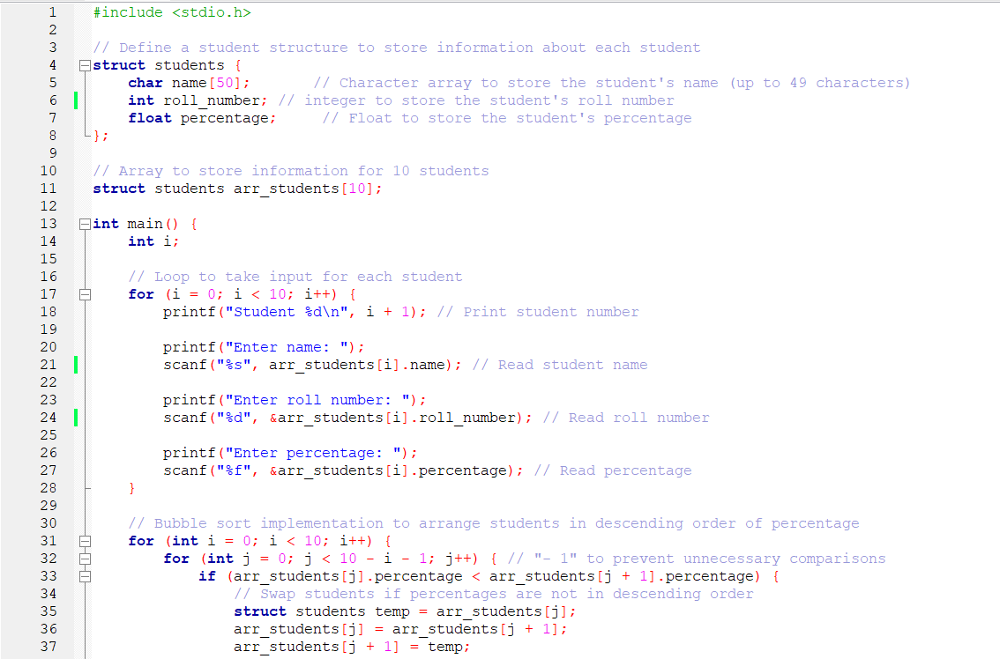 1 #include <stdio.h>
2
3 // Define a student structure to store information about each student
4 struct students {
5     char name[50];       // Character array to store the student's name (up to 49 characters)
6     int roll_number; // integer to store the student's roll number
7     float percentage;     // Float to store the student's percentage
8 };
9
10 // Array to store information for 10 students
11 struct students arr_students[10];
12
13 int main() {
14     int i;
15
16     // Loop to take input for each student
17     for (i = 0; i < 10; i++) {
18         printf("Student %d\n", i + 1); // Print student number
19
20         printf("Enter name: ");
21         scanf("%s", arr_students[i].name); // Read student name
22
23         printf("Enter roll number: ");
24         scanf("%d", &arr_students[i].roll_number); // Read roll number
25
26         printf("Enter percentage: ");
27         scanf("%f", &arr_students[i].percentage); // Read percentage
28     }
29
30     // Bubble sort implementation to arrange students in descending order of percentage
31     for (int i = 0; i < 10; i++) {
32         for (int j = 0; j < 10 - i - 1; j++) { // "- 1" to prevent unnecessary comparisons
33             if (arr_students[j].percentage < arr_students[j + 1].percentage) {
34                 // Swap students if percentages are not in descending order
35                 struct students temp = arr_students[j];
36                 arr_students[j] = arr_students[j + 1];
37                 arr_students[j + 1] = temp;